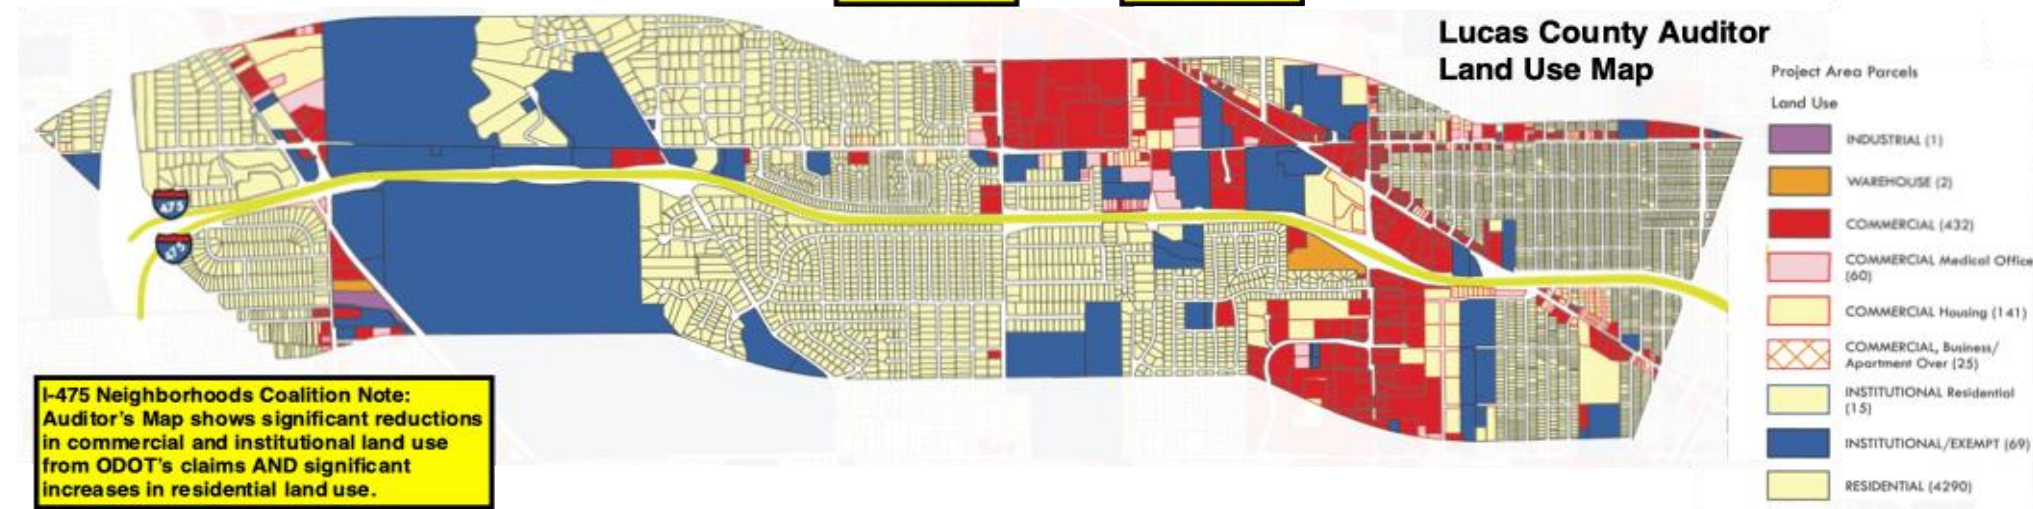 Lucas County Auditor
Land Use Map
Project Area Parcels
Land Use
INDUSTRIAL (1)
WAREHOUSE (2)
COMMERCIAL (432)
COMMERCIAL Medical Office
(60)
COMMERCIAL Housing (141)
COMMERCIAL, Business/
Apartment Over (25)
INSTITUTIONAL Residential
(15)
INSTITUTIONAL/EXEMPT (69)
RESIDENTIAL (4290)
475
475
I-475 Neighborhoods Coalition Note:
Auditor's Map shows significant reductions
in commercial and institutional land use
from ODOT's claims AND significant
increases in residential land use.